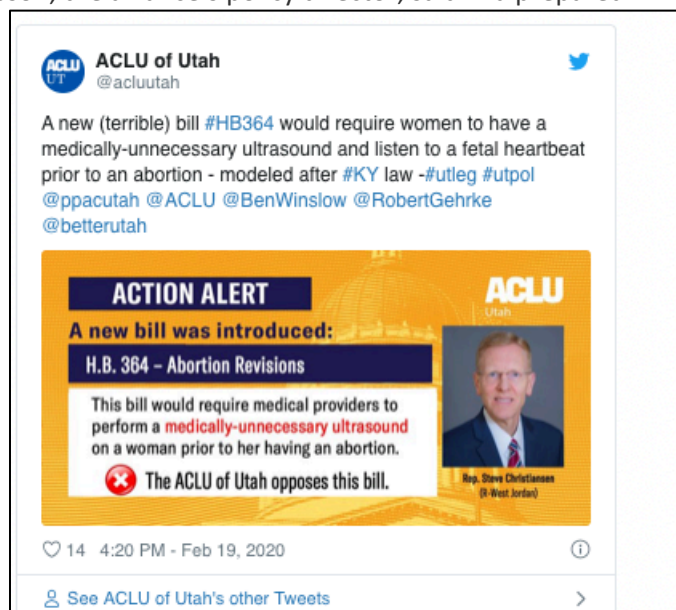 ACLU
UT
ACLU of Utah
@acluutah
A new (terrible) bill #HB364 would require women to have a
medically-unnecessary ultrasound and listen to a fetal heartbeat
prior to an abortion - modeled after #KY law -#utleg #utpol
@ppacutah @ACLU @BenWinslow @RobertGehrke
@betterutah
ACTION ALERT
ACLU
Utah
A new bill was introduced:
H.B. 364 – Abortion Revisions
This bill would require medical providers to
perform a medically-unnecessary ultrasound
on a woman prior to her having an abortion.
The ACLU of Utah opposes this bill.
Rep. Steve Christiansen
(R-West Jordan)
14 4:20 PM - Feb 19, 2020
See ACLU of Utah's other Tweets